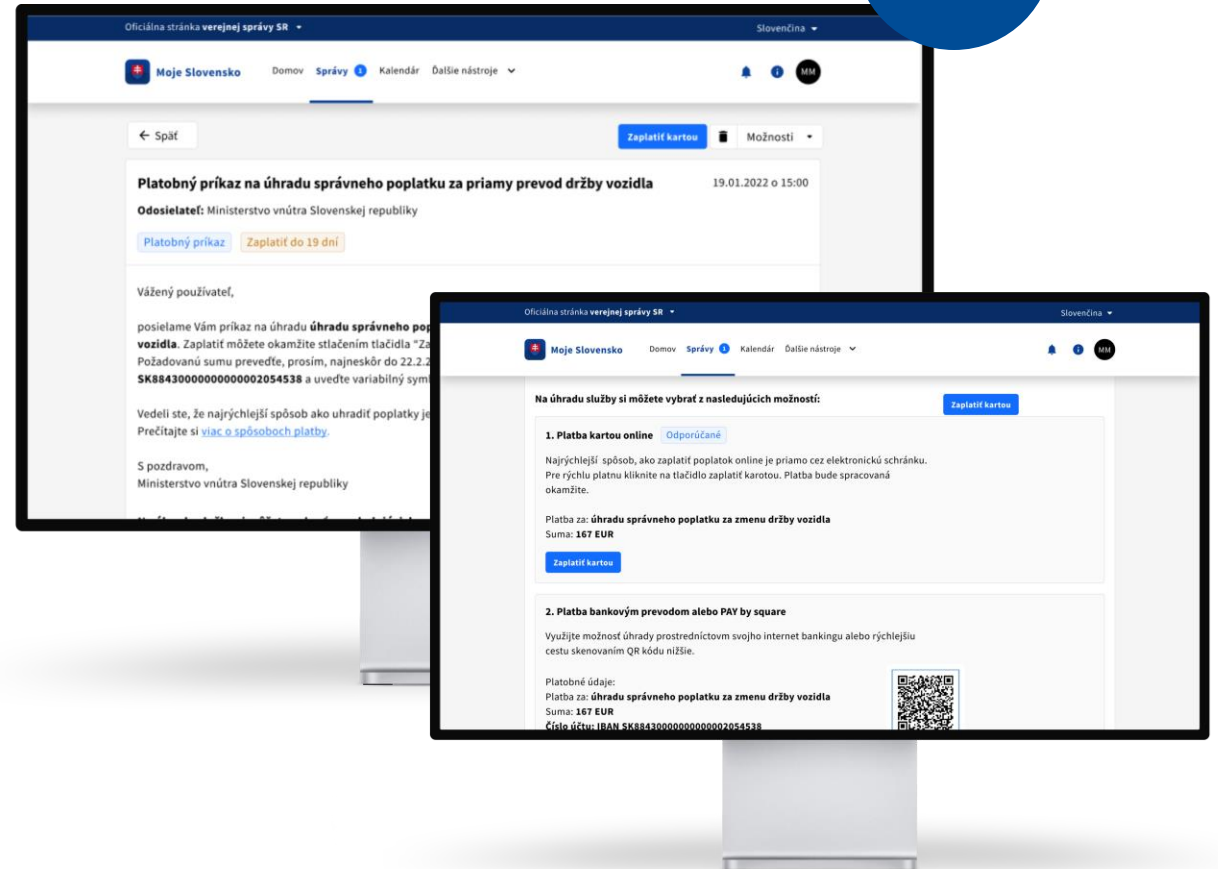 Oficiálna stránka verejnej správy SR
Slovenčina
Moje Slovensko Domov Správy 1 Kalendár Ďalšie nástroje MM
← Späť Zaplatiť kartou Možnosti
Platobný príkaz na úhradu správneho poplatku za priamy prevod držby vozidla 19.01.2022 o 15:00
Odosielateľ: Ministerstvo vnútra Slovenskej republiky
Platobný príkaz Zaplatiť do 19 dní
Vážený používateľ,
posielame Vám príkaz na úhradu úhradu správneho
vozidla. Zaplatiť môžete okamžite stlačením tlačidla
Požadovanú sumu preveďte, prosím, najneskôr do
SK8843000000000002054538 a uveďte variabilný
Vedeli ste, že najrýchlejší spôsob ako uhradiť poplatky je
Prečítajte si viac o spôsoboch platby.
S pozdravom,
Ministerstvo vnútra Slovenskej republiky
Oficiálna stránka verejnej správy SR
Slovenčina
Moje Slovensko Domov Správy 1 Kalendár Ďalšie nástroje MM
Na úhradu služby si môžete vybrať z nasledujúcich možností: Zaplatiť kartou
1. Platba kartou online Odporúčané
Najrýchlejší spôsob, ako zaplatiť poplatok online je priamo cez elektronickú schránku.
Pre rýchlu platnu kliknite na tlačidlo zaplatiť karotou. Platba bude spracovaná
okamžite.
Platba za: úhradu správneho poplatku za zmenu držby vozidla
Suma: 167 EUR
Zaplatiť kartou
2. Platba bankovým prevodom alebo PAY by square
Využijte možnosť úhrady prostredníctovm svojho internet bankingu alebo rýchlejšiu
cestu skenovaním QR kódu nižšie.
Platobné údaje:
Platba za: úhradu správneho poplatku za zmenu držby vozidla
Suma: 167 EUR
Číslo účtu: IBAN SK8843000000000002054538